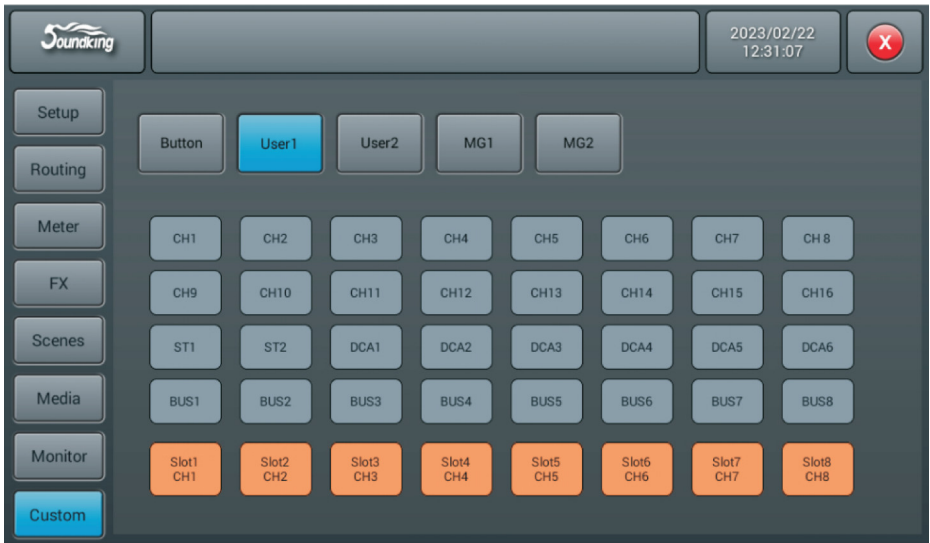 Soundking
2023/02/22
12:31:07
X
Setup
Routing
Meter
FX
Scenes
Media
Monitor
Custom
Button User1 User2 MG1 MG2
CH1 CH2 CH3 CH4 CH5 CH6 CH7 CH 8
CH9 CH10 CH11 CH12 CH13 CH14 CH15 CH16
ST1 ST2 DCA1 DCA2 DCA3 DCA4 DCA5 DCA6
BUS1 BUS2 BUS3 BUS4 BUS5 BUS6 BUS7 BUS8
Slot1 Slot2 Slot3 Slot4 Slot5 Slot6 Slot7 Slot8
CH1 CH2 CH3 CH4 CH5 CH6 CH7 CH8